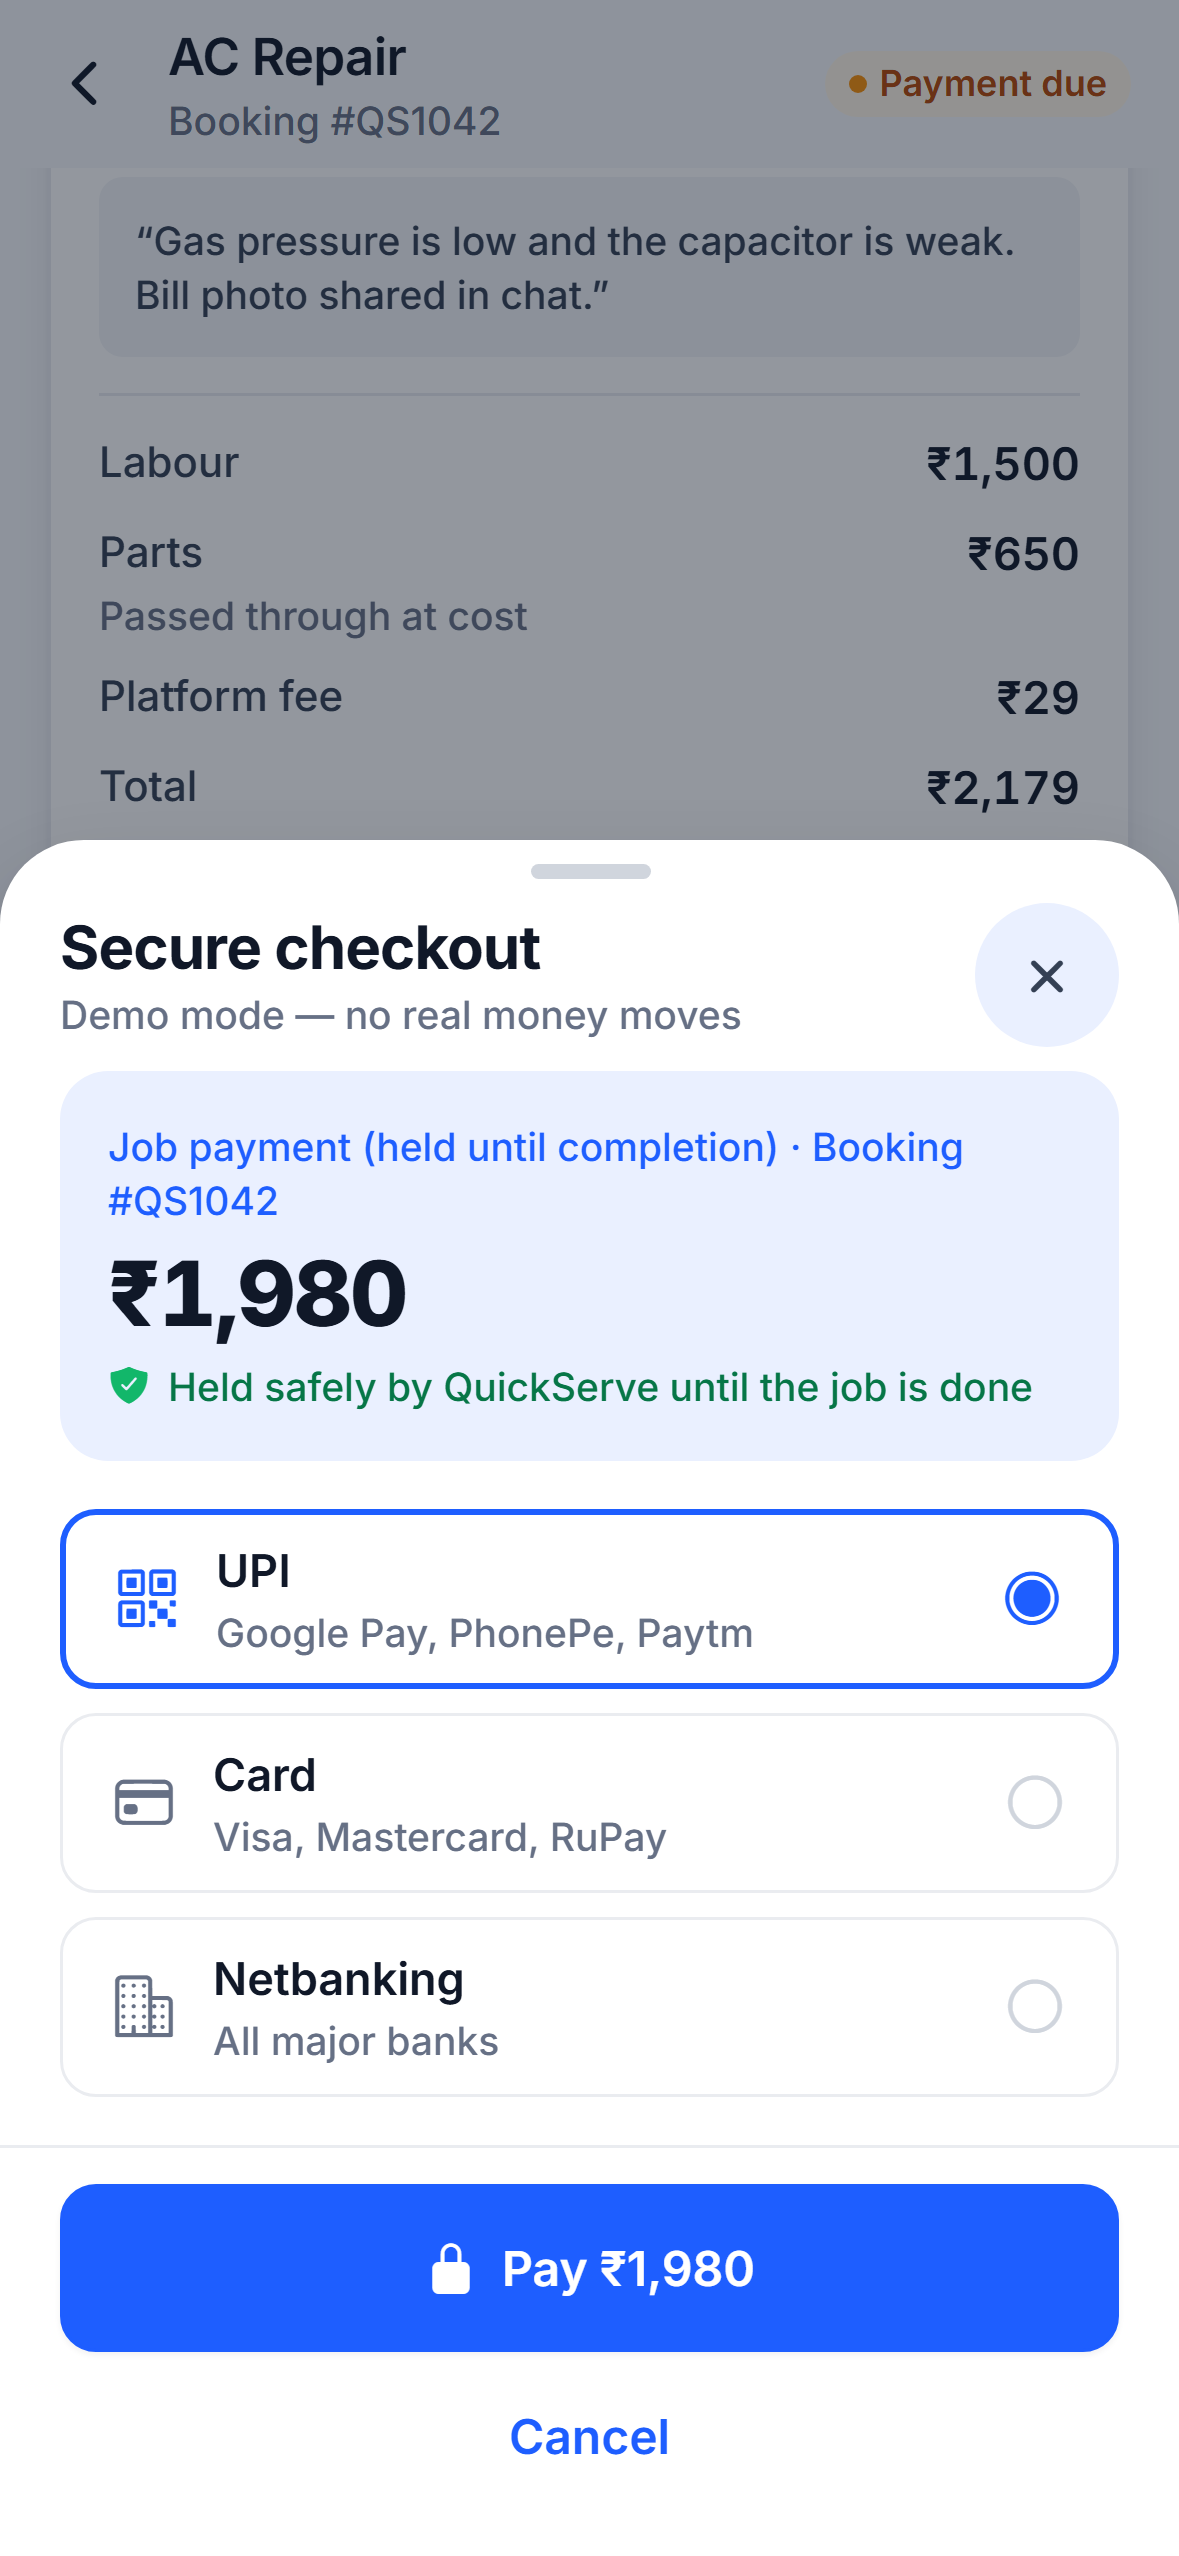 AC Repair
Booking #QS1042
Payment due
“Gas pressure is low and the capacitor is weak.
Bill photo shared in chat.”
Labour ₹1,500
Parts ₹650
Passed through at cost
Platform fee ₹29
Total ₹2,179
Secure checkout
Demo mode — no real money moves
Job payment (held until completion) · Booking
#QS1042
₹1,980
Held safely by QuickServe until the job is done
UPI
Google Pay, PhonePe, Paytm
Card
Visa, Mastercard, RuPay
Netbanking
All major banks
Pay ₹1,980
Cancel